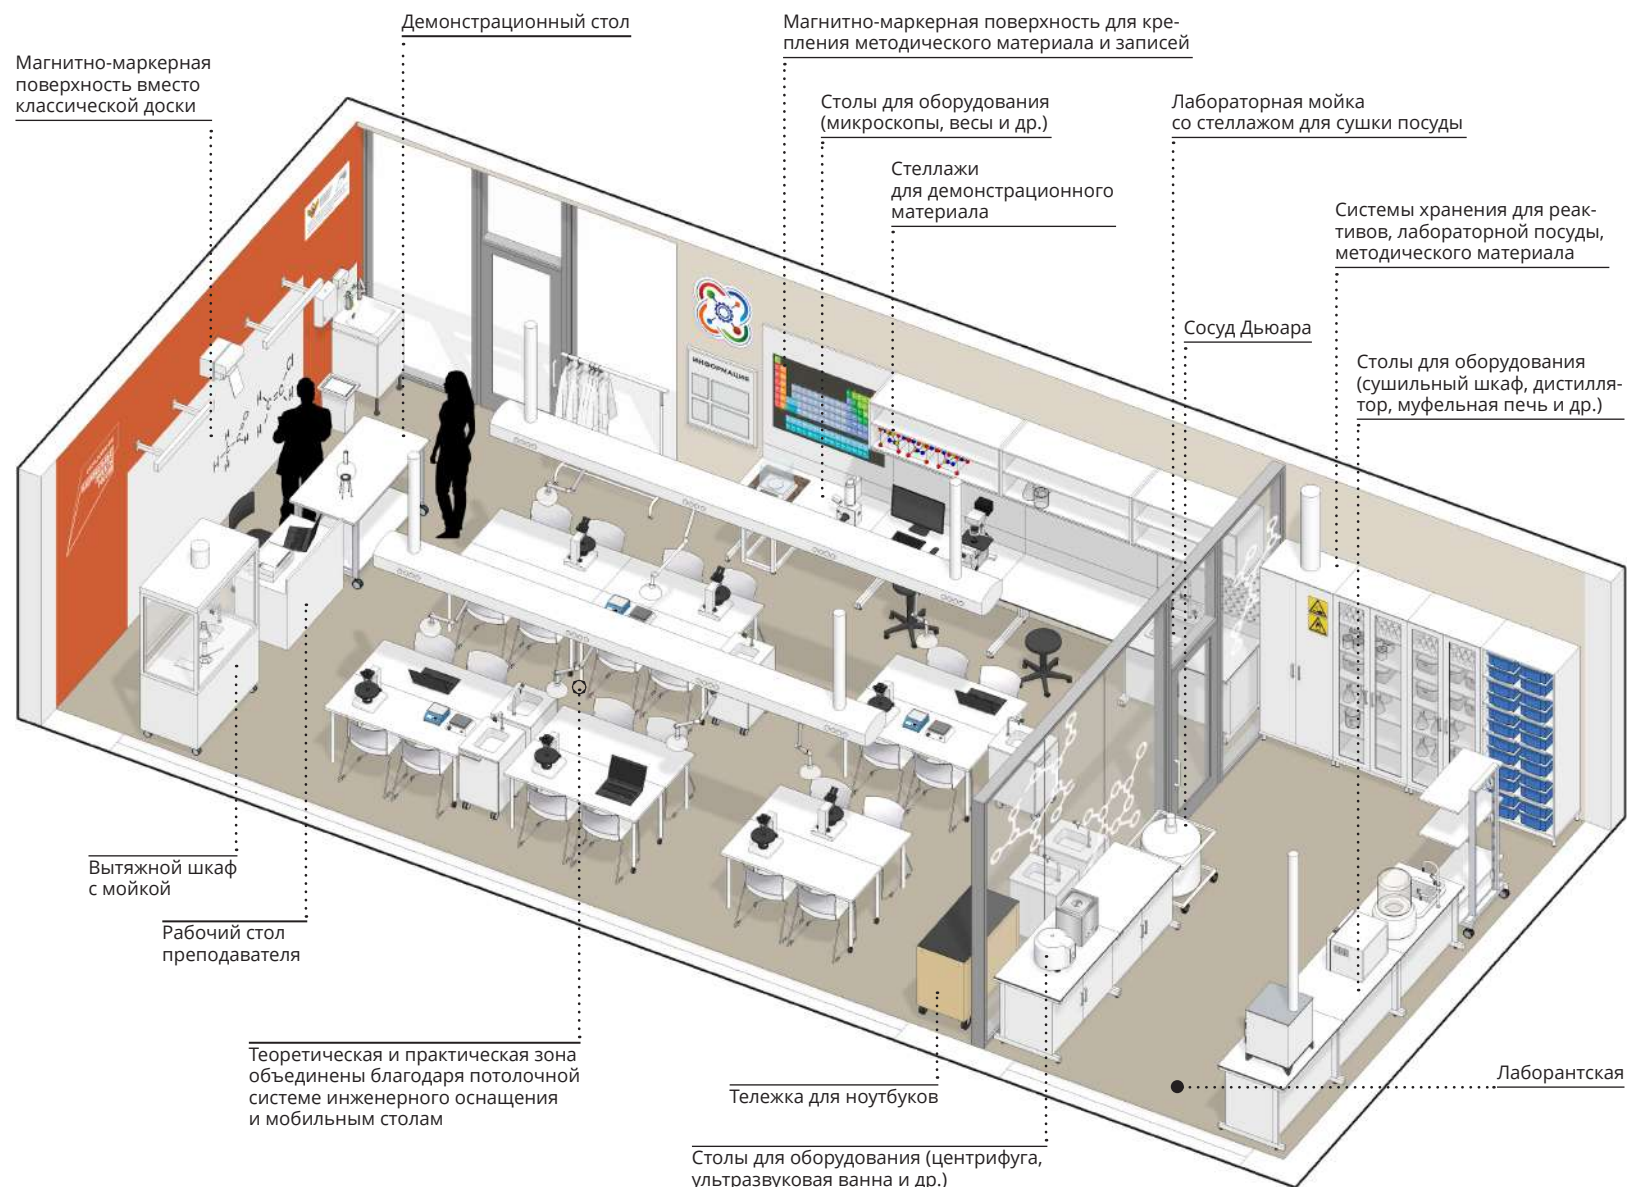 Демонстрационный стол
Магнитно-маркерная поверхность для кре-
пления методического материала и записей
Магнитно-маркерная
поверхность вместо
классической доски
Столы для оборудования
(микроскопы, весы и др.)
Лабораторная мойка
со стеллажом для сушки посуды
Стеллажи
для демонстрационного
материала
Системы хранения для реак-
тивов, лабораторной посуды,
методического материала
Сосуд Дьюара
Столы для оборудования
(сушильный шкаф, дистилля-
тор, муфельная печь и др.)
ИНФОРМАЦИЯ
Вытяжной шкаф
с мойкой
Рабочий стол
преподавателя
Теоретическая и практическая зона
объединены благодаря потолочной
системе инженерного оснащения
и мобильным столам
Тележка для ноутбуков
Лаборантская
Столы для оборудования (центрифуга,
ультразвуковая ванна и др.)